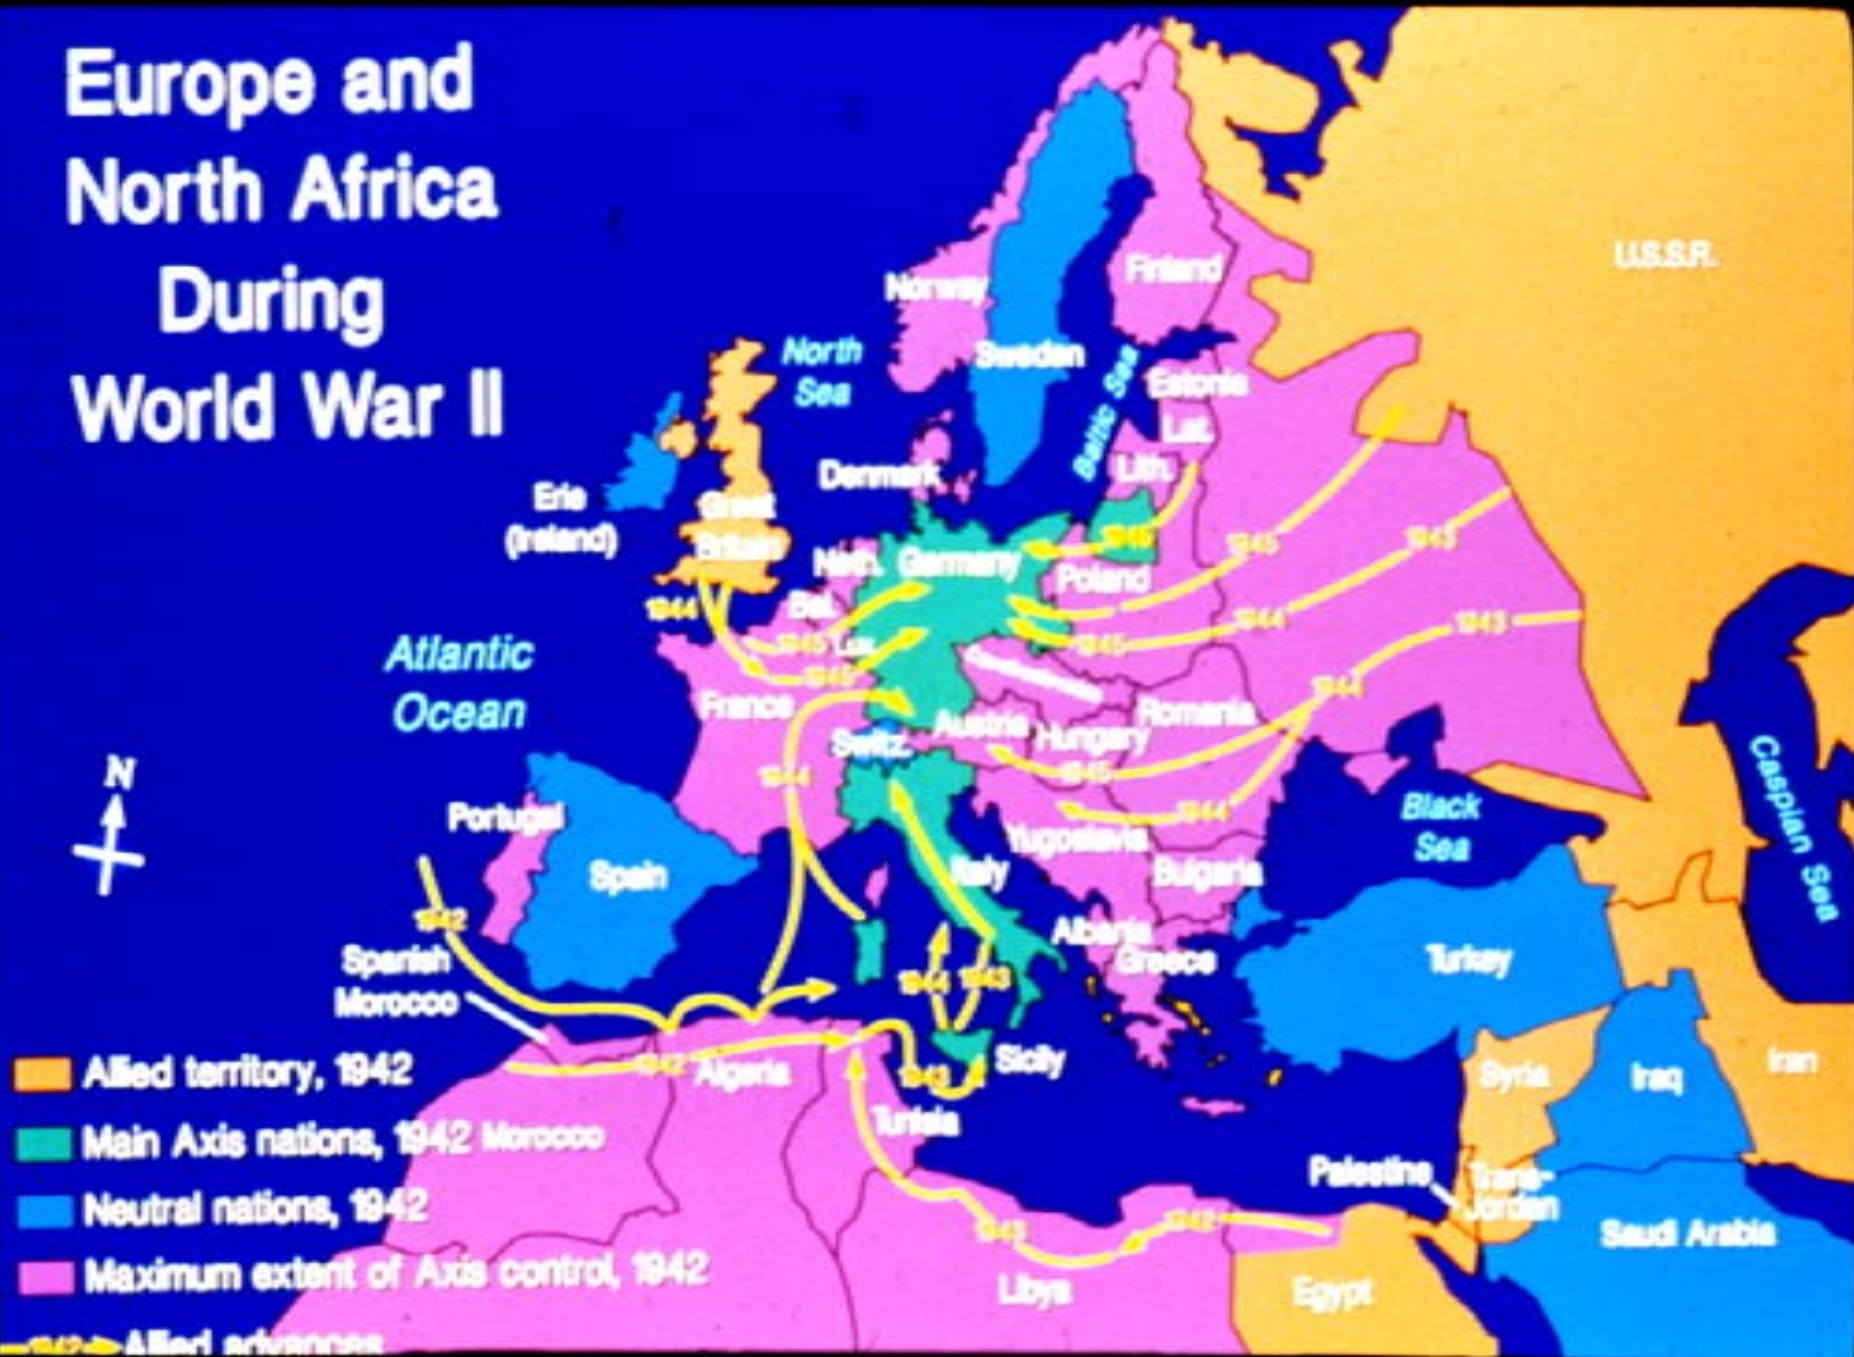 Europe and
North Africa
During
World War II
U.S.S.R.
Finland
Norway
North
Sea
Sweden
Baltic Sea
Estonia
Lat.
Lith.
Denmark
Erie
(Ireland)
Great
Britain
Neth.
Germany
1945
1945
1943
Poland
Bel.
1944
1944
1943
Atlantic
Ocean
1945
Lux.
1945
1945
1944
France
Austria
Hungary
Romania
Switz.
1945
1944
1944
N
Portugal
Spain
Yugoslavia
Italy
Bulgaria
Black
Sea
Caspian Sea
1942
Albania
Greece
Turkey
Spanish
Morocco
1944
1943
Allied territory, 1942
1942
Algeria
1943
Sicily
Syria
Iraq
Iran
Tunisia
Main Axis nations, 1942
Morocco
Palestine
Trans-
Jordan
Neutral nations, 1942
1943
1942
Saudi Arabia
Maximum extent of Axis control, 1942
Libya
Egypt
1942
Allied advances